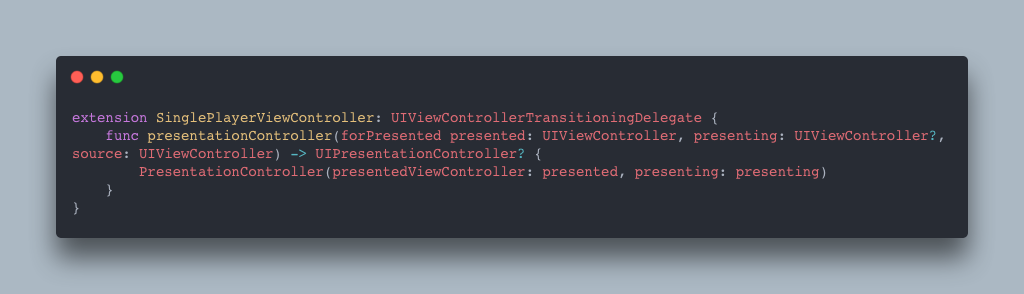 extension SinglePlayerViewController: UIViewControllerTransitioningDelegate {
    func presentationController(forPresented presented: UIViewController, presenting: UIViewController?,
source: UIViewController) -> UIPresentationController? {
        PresentationController(presentedViewController: presented, presenting: presenting)
    }
}